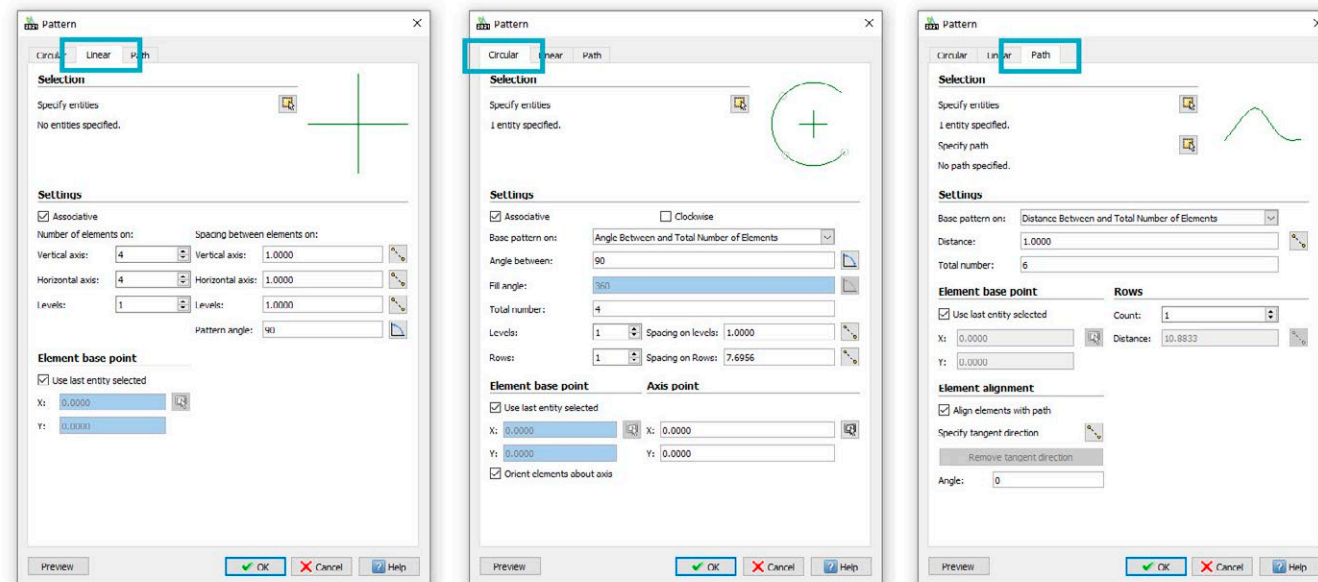 Pattern
Circular Linear Path
Selection
Specify entities
No entities specified.
Settings
Associative
Number of elements on: Spacing between elements on:
Vertical axis: 4 Vertical axis: 1.0000
Horizontal axis: 4 Horizontal axis: 1.0000
Levels: 1 Levels: 1.0000
Pattern angle: 90
Element base point
Use last entity selected
X: 0.0000
Y: 0.0000
Preview OK Cancel Help
Pattern
Circular Linear Path
Selection
Specify entities
1 entity specified.
Settings
Associative Clockwise
Base pattern on: Angle Between and Total Number of Elements
Angle between: 90
Fill angle: 360
Total number: 4
Levels: 1 Spacing on levels: 1.0000
Rows: 1 Spacing on Rows: 7.6956
Element base point Axis point
Use last entity selected
X: 0.0000 X: 0.0000
Y: 0.0000 Y: 0.0000
Orient elements about axis
Preview OK Cancel Help
Pattern
Circular Linear Path
Selection
Specify entities
1 entity specified.
Specify path
No path specified.
Settings
Base pattern on: Distance Between and Total Number of Elements
Distance: 1.0000
Total number: 6
Element base point Rows
Use last entity selected Count: 1
X: 0.0000 Distance: 10.8833
Y: 0.0000
Element alignment
Align elements with path
Specify tangent direction
Remove tangent direction
Angle: 0
Preview OK Cancel Help